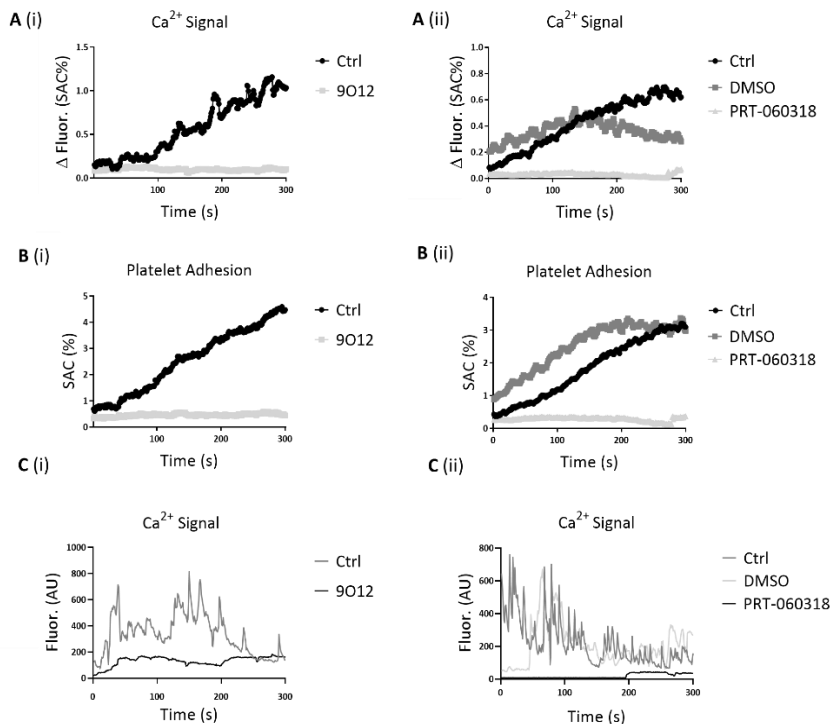 A (i)
Ca2+ Signal
Δ Fluor. (SAC%)
1.5
1.0
0.5
0.0
100
200
300
Time (s)
Ctrl
9O12
A (ii)
Ca2+ Signal
Δ Fluor. (SAC%)
1.0
0.8
0.6
0.4
0.2
0.0
0
100
200
300
Time (s)
Ctrl
DMSO
PRT-060318
B (i)
Platelet Adhesion
SAC (%)
5
4
3
2
1
0
100
200
300
Time (s)
Ctrl
9O12
B (ii)
Platelet Adhesion
SAC (%)
4
3
2
1
0
0
100
200
300
Time (s)
Ctrl
DMSO
PRT-060318
C (i)
Ca2+ Signal
Fluor. (AU)
1000
800
600
400
200
0
0
100
200
300
Time (s)
Ctrl
9O12
C (ii)
Ca2+ Signal
Fluor. (AU)
800
600
400
200
0
0
100
200
300
Time (s)
Ctrl
DMSO
PRT-060318